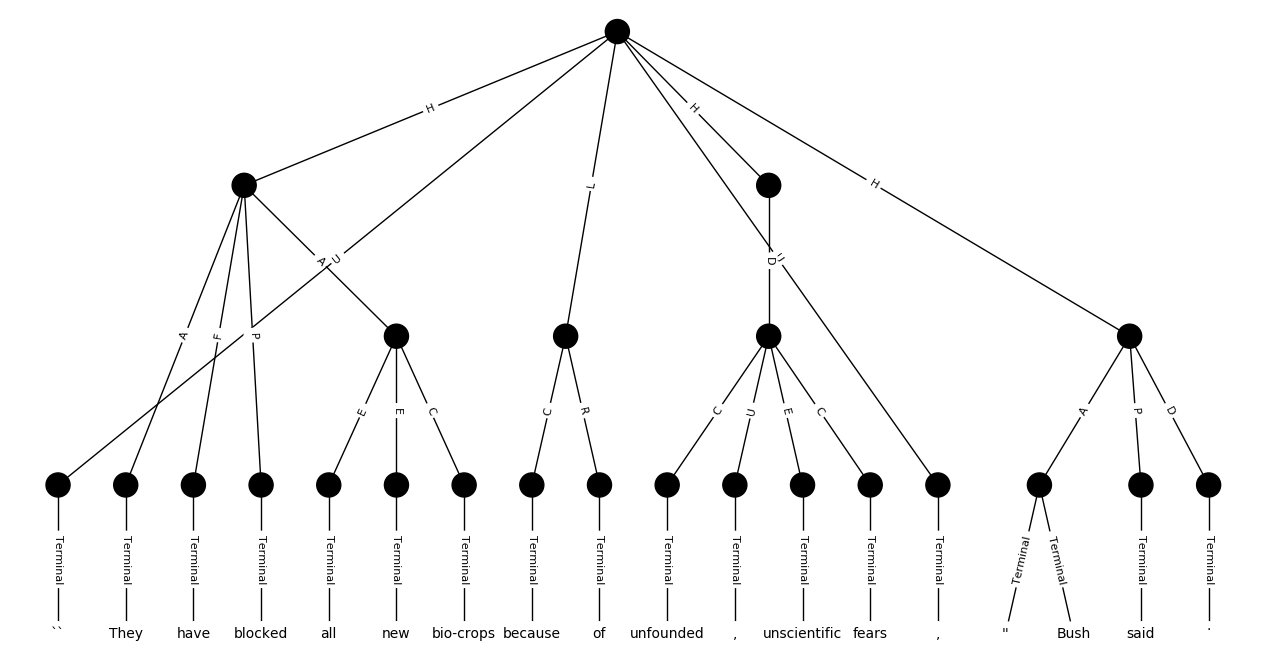 H
H
L
H
U
A
D
U
A
F
P
E
E
C
C
R
C
U
E
C
A
P
D
Terminal Terminal Terminal Terminal Terminal Terminal Terminal Terminal Terminal Terminal Terminal Terminal Terminal Terminal Terminal Terminal Terminal Terminal
`` They have blocked all new bio-crops because of unfounded , unscientific fears , " Bush said .